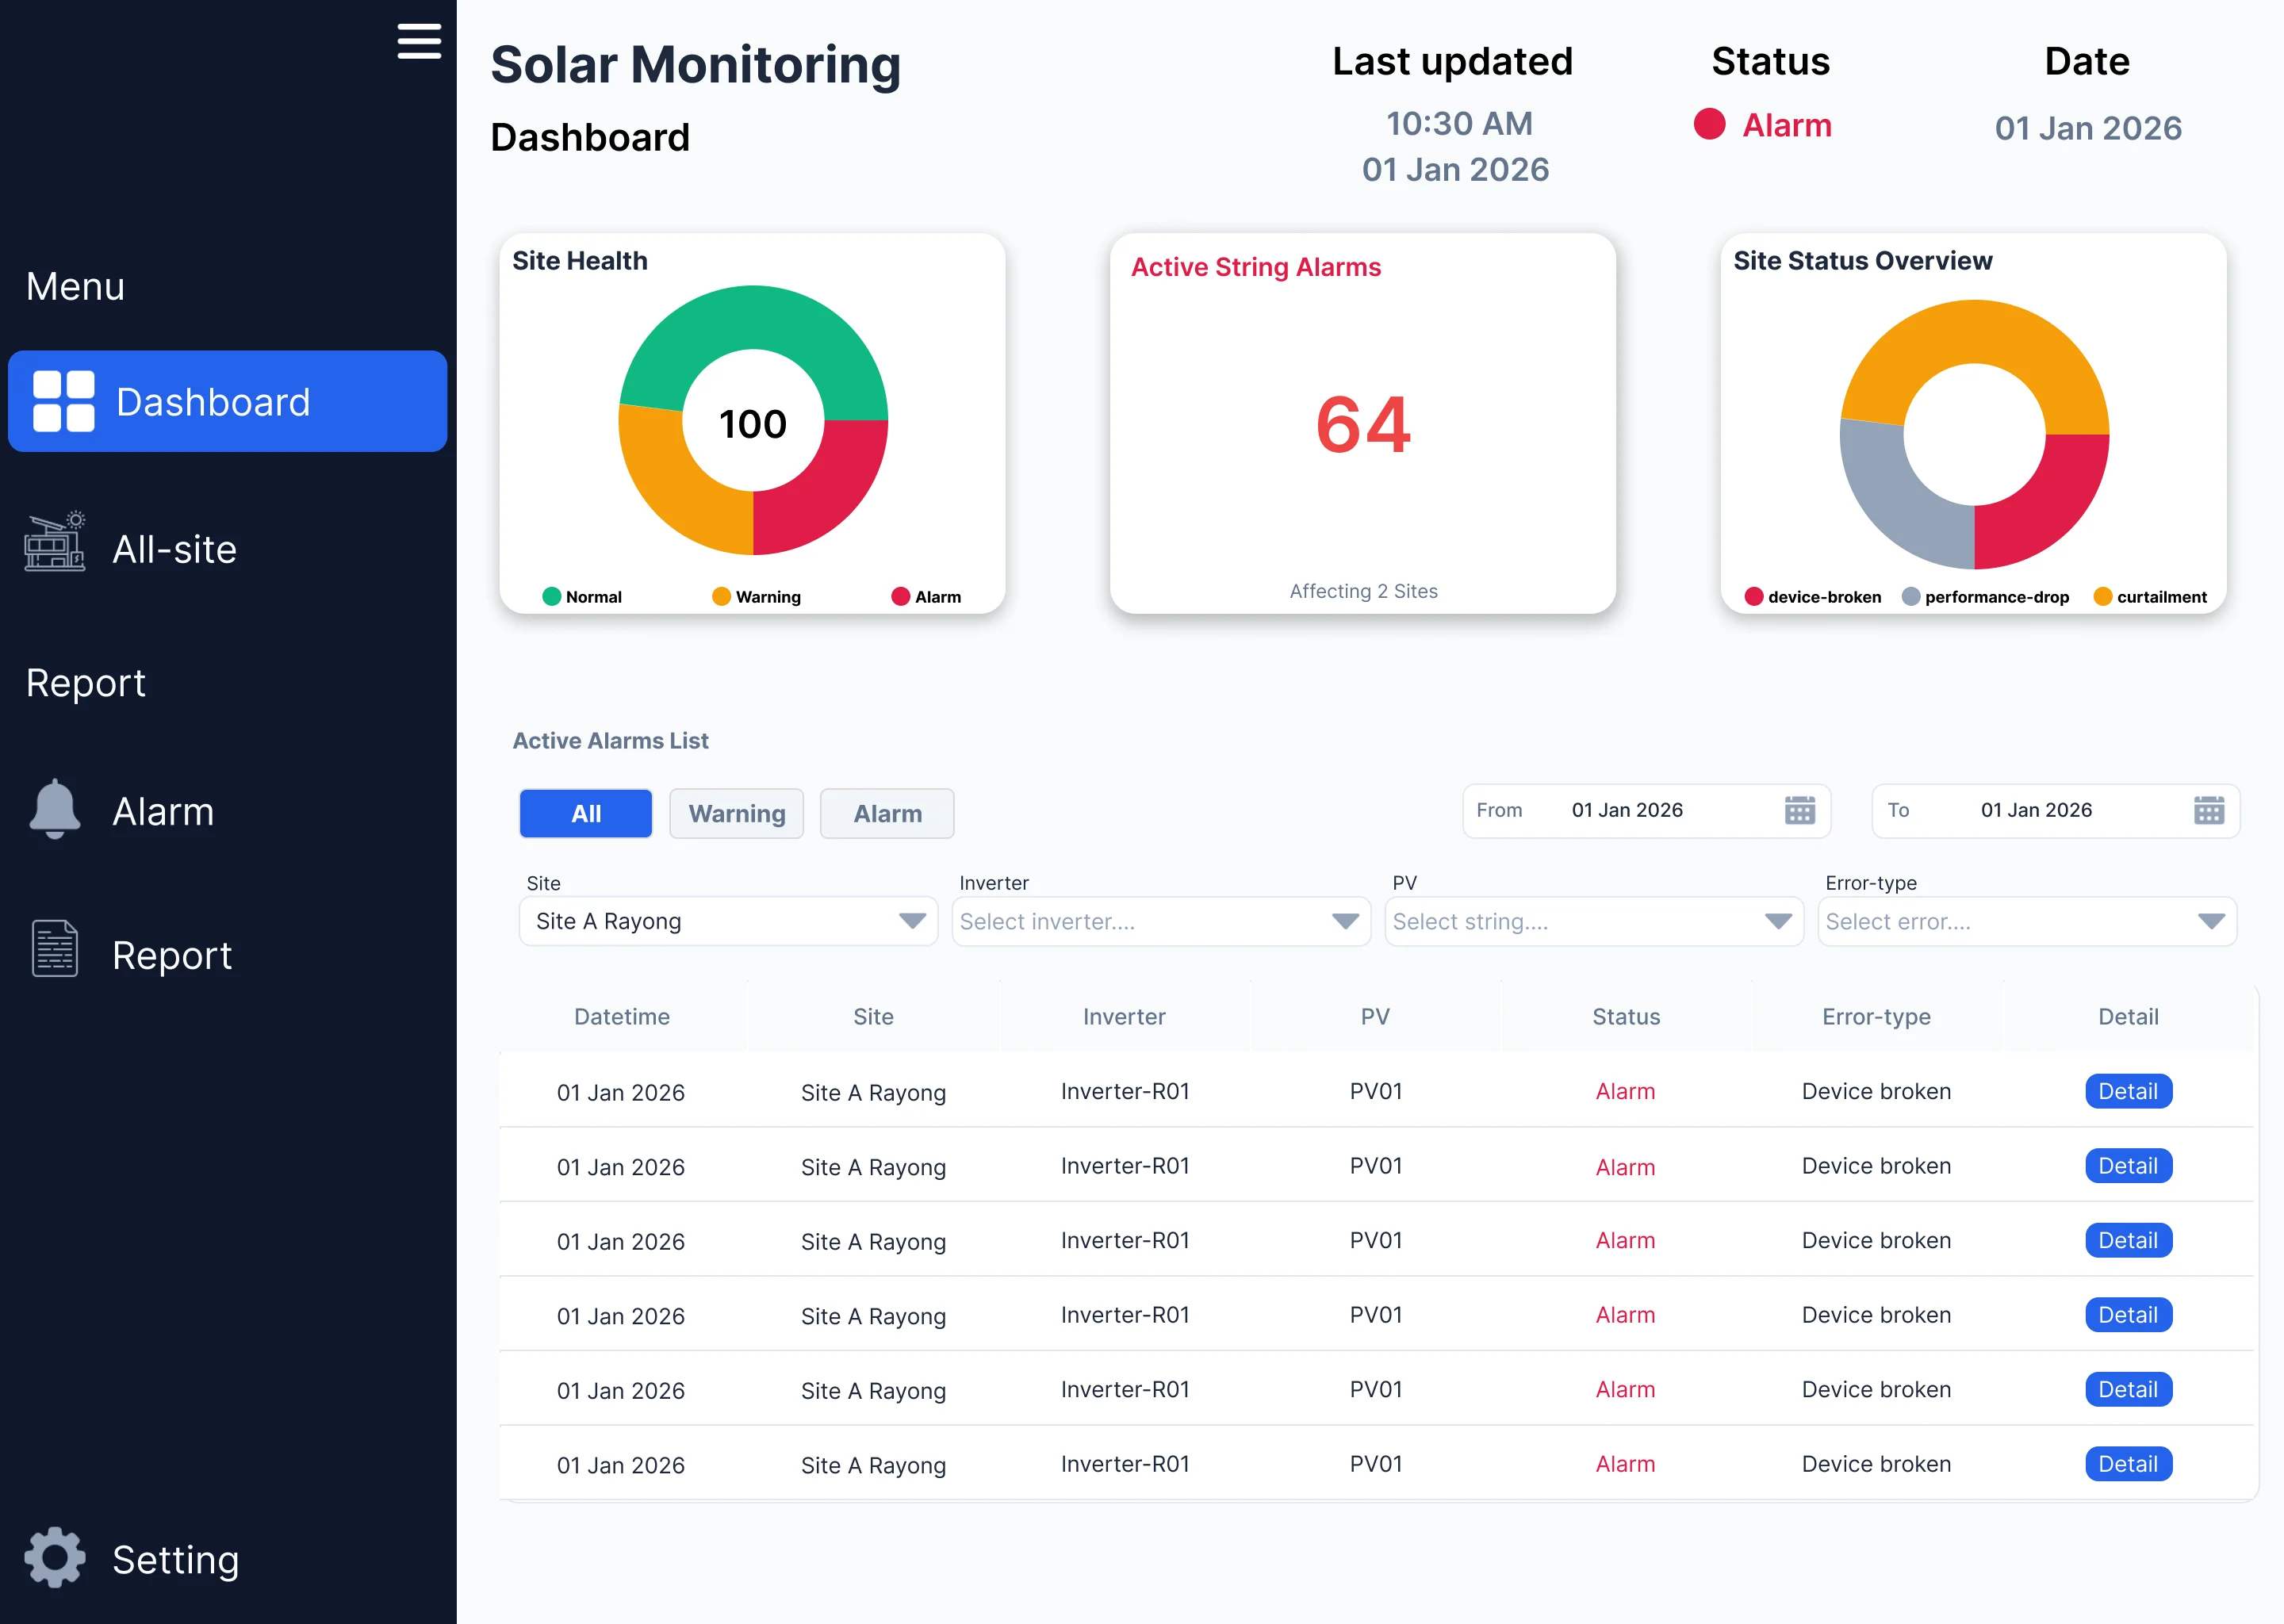 Menu
Dashboard
All-site
Report
Alarm
Report
Setting
Solar Monitoring
Dashboard
Last updated
10:30 AM
01 Jan 2026
Status
Alarm
Date
01 Jan 2026
Site Health
100
Normal Warning Alarm
Active String Alarms
64
Affecting 2 Sites
Site Status Overview
device-broken performance-drop curtailment
Active Alarms List
All Warning Alarm
From 01 Jan 2026 To 01 Jan 2026
Site Inverter PV Error-type
Site A Rayong Select inverter.... Select string.... Select error....
Datetime Site Inverter PV Status Error-type Detail
01 Jan 2026 Site A Rayong Inverter-R01 PV01 Alarm Device broken Detail
01 Jan 2026 Site A Rayong Inverter-R01 PV01 Alarm Device broken Detail
01 Jan 2026 Site A Rayong Inverter-R01 PV01 Alarm Device broken Detail
01 Jan 2026 Site A Rayong Inverter-R01 PV01 Alarm Device broken Detail
01 Jan 2026 Site A Rayong Inverter-R01 PV01 Alarm Device broken Detail
01 Jan 2026 Site A Rayong Inverter-R01 PV01 Alarm Device broken Detail